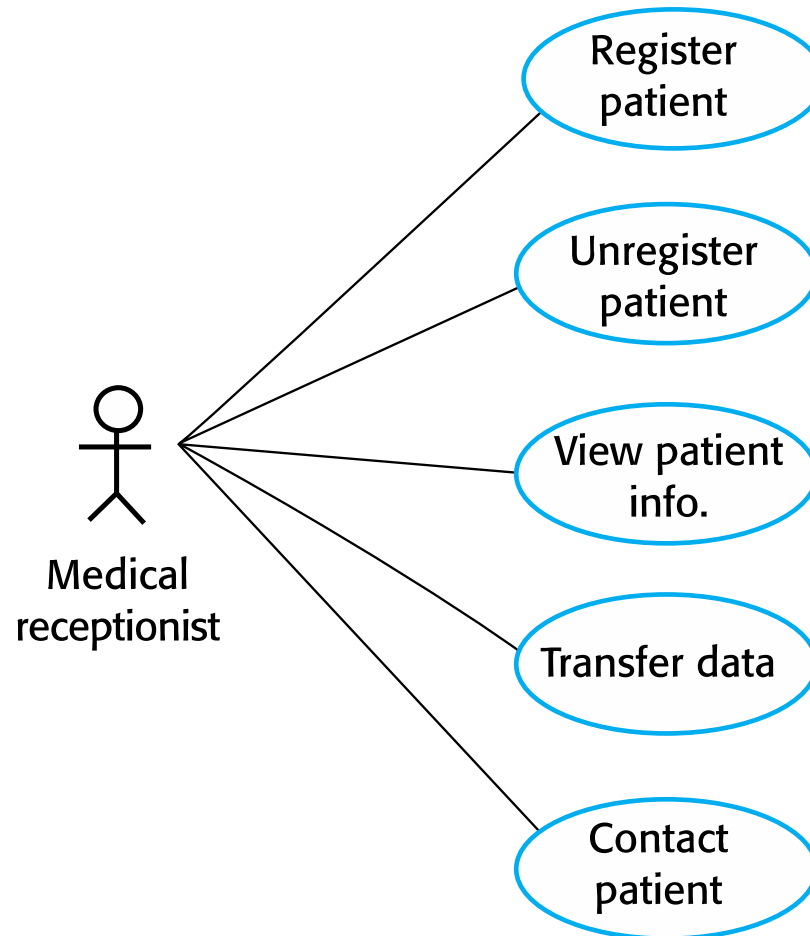 Register
patient
Unregister
patient
View patient
info.
Medical
receptionist
Transfer data
Contact
patient